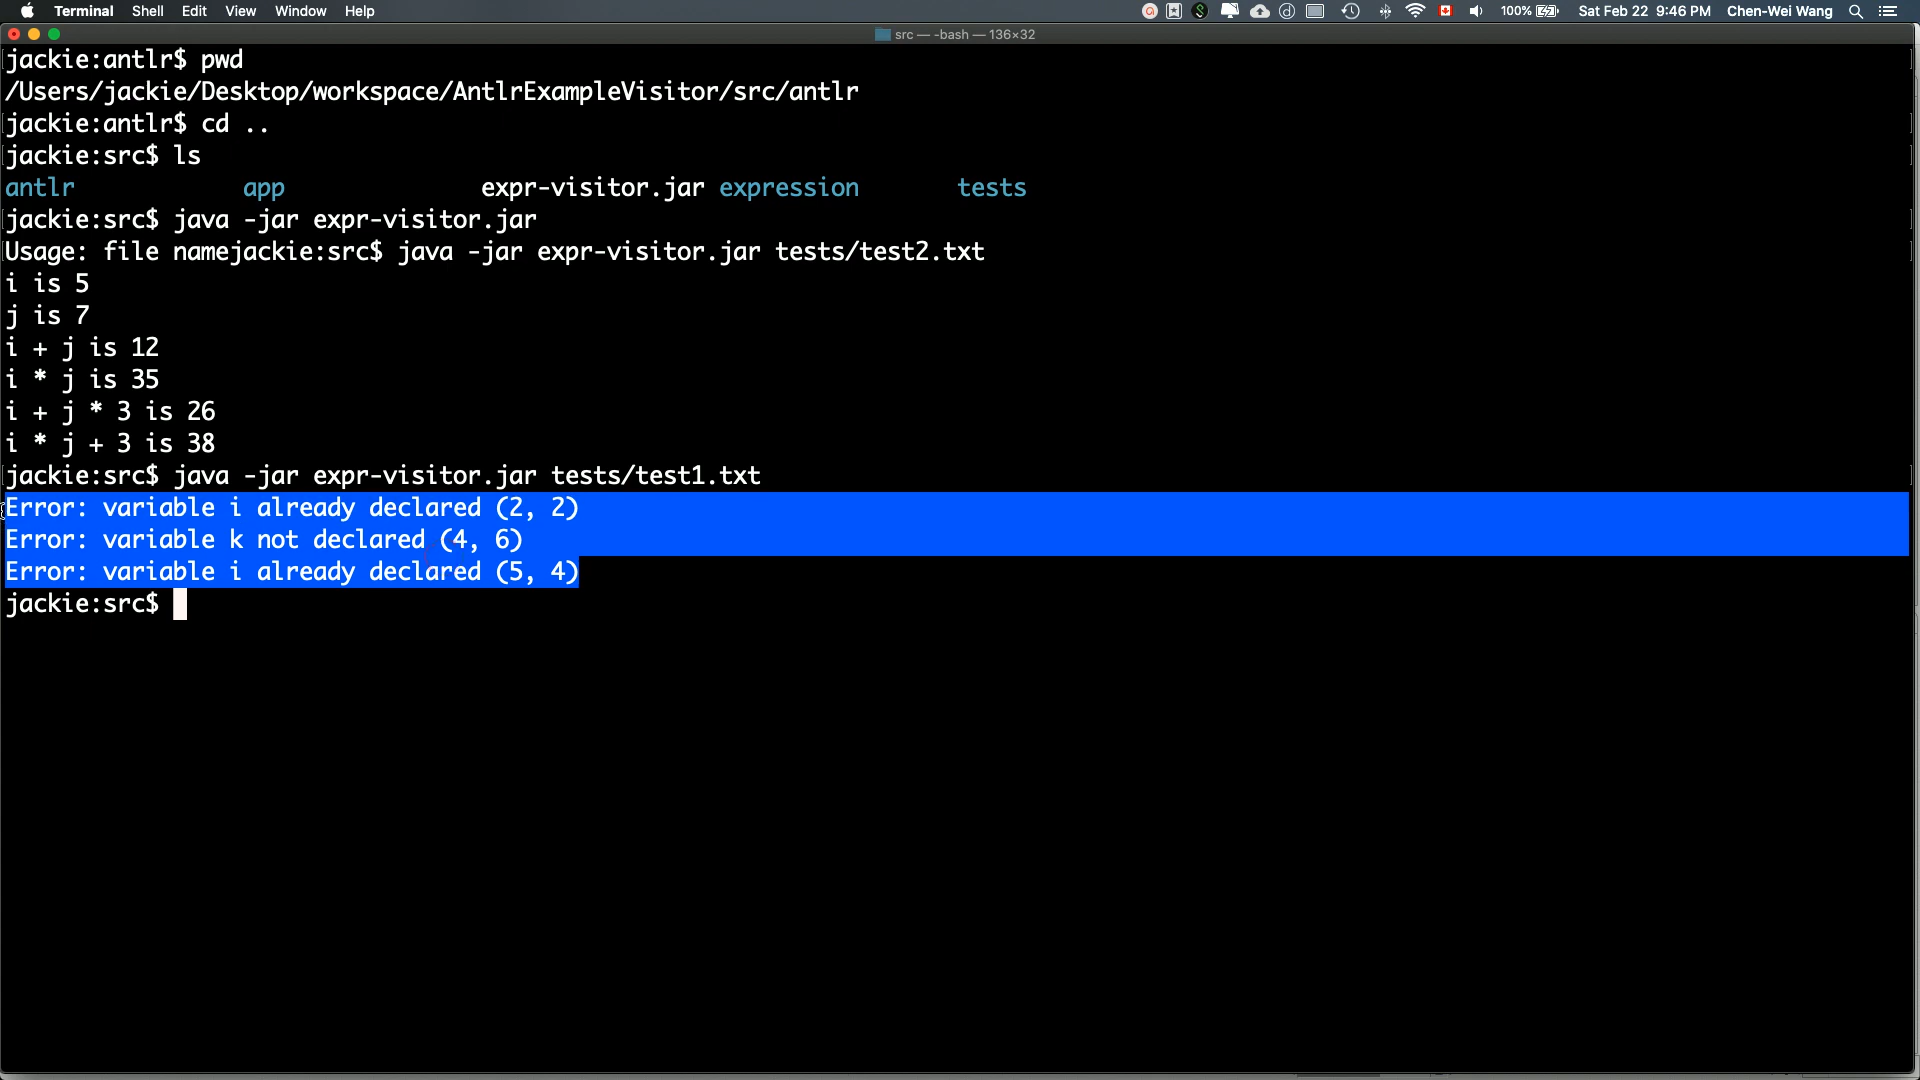 Terminal Shell Edit View Window Help 100% Sat Feb 22 9:46 PM Chen-Wei Wang
src — -bash — 136×32
jackie:antlr$ pwd
/Users/jackie/Desktop/workspace/AntlrExampleVisitor/src/antlr
jackie:antlr$ cd ..
jackie:src$ ls
antlr app expr-visitor.jar expression tests
jackie:src$ java -jar expr-visitor.jar
Usage: file namejackie:src$ java -jar expr-visitor.jar tests/test2.txt
i is 5
j is 7
i + j is 12
i * j is 35
i + j * 3 is 26
i * j + 3 is 38
jackie:src$ java -jar expr-visitor.jar tests/test1.txt
Error: variable i already declared (2, 2)
Error: variable k not declared (4, 6)
Error: variable i already declared (5, 4)
jackie:src$